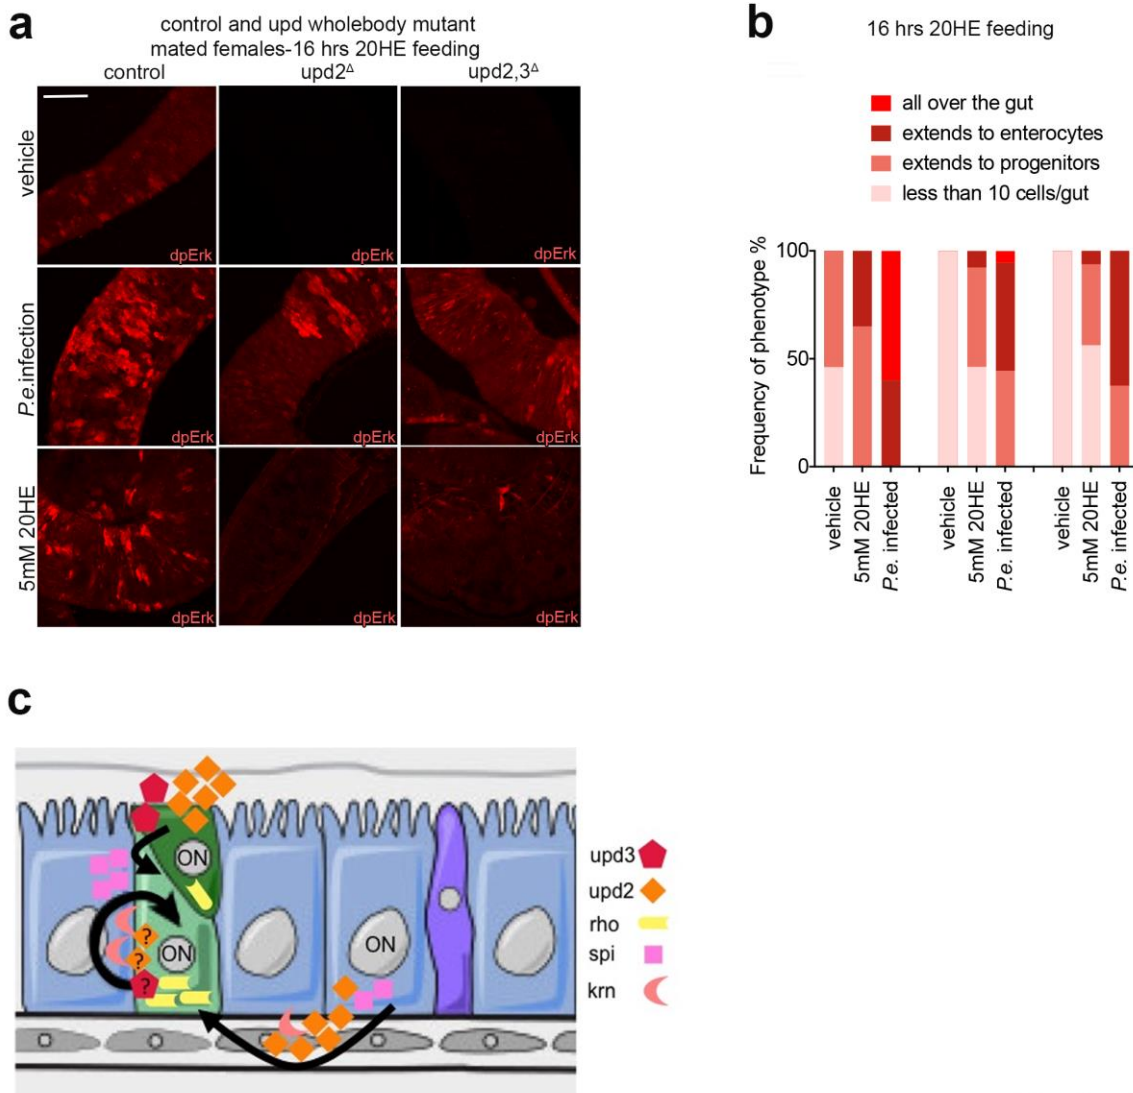 a
control and upd wholebody mutant
mated females-16 hrs 20HE feeding
control upd2Δ upd2,3Δ
vehicle
dpErk dpErk dpErk
P.e.infection
dpErk dpErk dpErk
5mM 20HE
dpErk dpErk dpErk
b
16 hrs 20HE feeding
all over the gut
extends to enterocytes
extends to progenitors
less than 10 cells/gut
Frequency of phenotype %
100
50
0
vehicle
5mM 20HE
P.e. infected
vehicle
5mM 20HE
P.e. infected
vehicle
5mM 20HE
P.e. infected
c
ON
ON
ON
?
?
?
upd3
upd2
rho
spi
krn